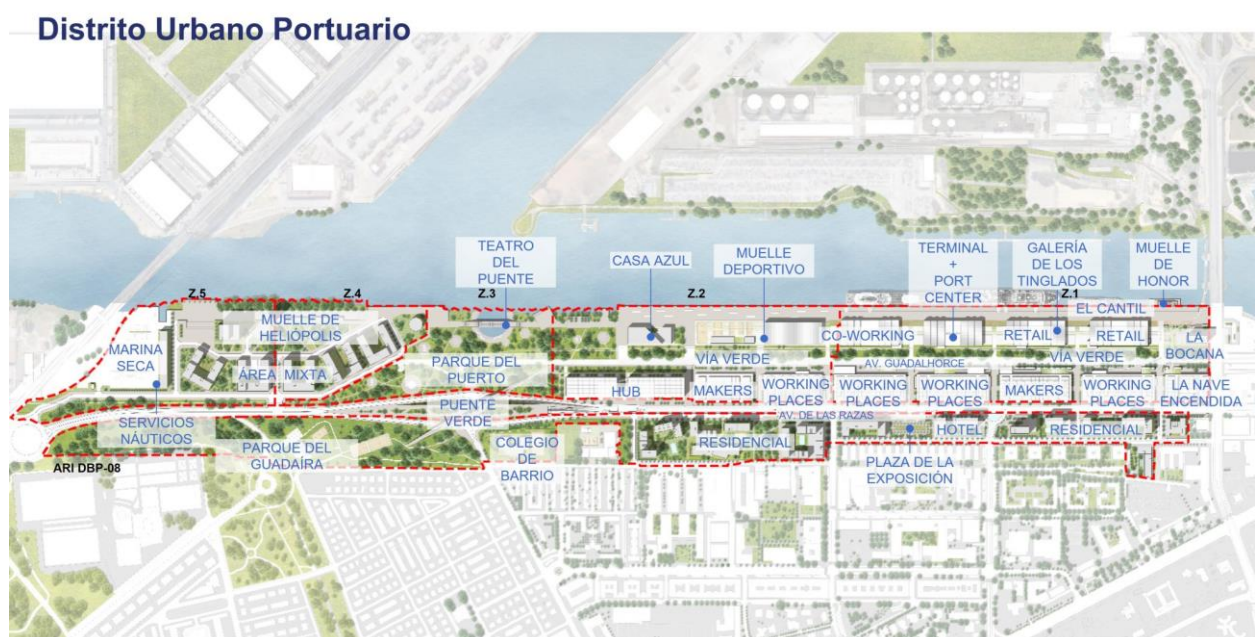 Distrito Urbano Portuario
TEATRO
DEL
PUENTE
CASA AZUL
MUELLE
DEPORTIVO
TERMINAL
+
PORT
CENTER
GALERÍA
DE LOS
TINGLADOS
MUELLE
DE
HONOR
Z.5
Z.4
Z.3
Z.2
Z.1
EL CANTIL
MUELLE DE
HELIÓPOLIS
MARINA
SECA
ÁREA
MIXTA
PARQUE DEL
PUERTO
CO-WORKING
RETAIL
RETAIL
LA
BOCANA
VÍA VERDE
AV. GUADALHORCE
VÍA VERDE
HUB
MAKERS
WORKING
PLACES
WORKING
PLACES
WORKING
PLACES
MAKERS
WORKING
PLACES
LA NAVE
ENCENDIDA
PUENTE
VERDE
AV. DE LAS RAZAS
SERVICIOS
NÁUTICOS
PARQUE DEL
GUADAÍRA
COLEGIO
DE
BARRIO
RESIDENCIAL
HOTEL
RESIDENCIAL
PLAZA DE LA
EXPOSICIÓN
ARI DBP-08